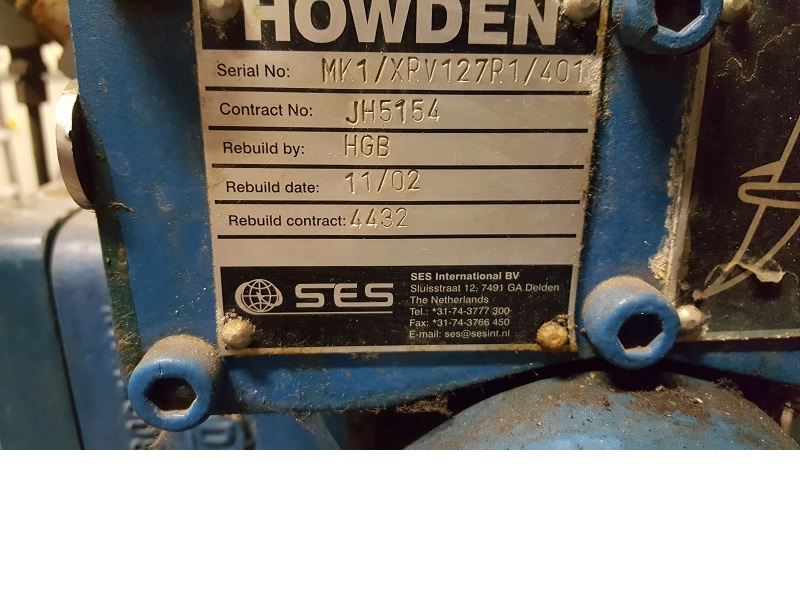 HOWDEN
Serial No: MK1/XRV127R1/401
Contract No: JH5154
Rebuild by: HGB
Rebuild date: 11/02
Rebuild contract: 4432
SES
SES International BV
Sluisstraat 12; 7491 GA Delden
The Netherlands
Tel.: *31-74-3777 300
Fax: *31-74-3766 450
E-mail: ses@sesint.nl